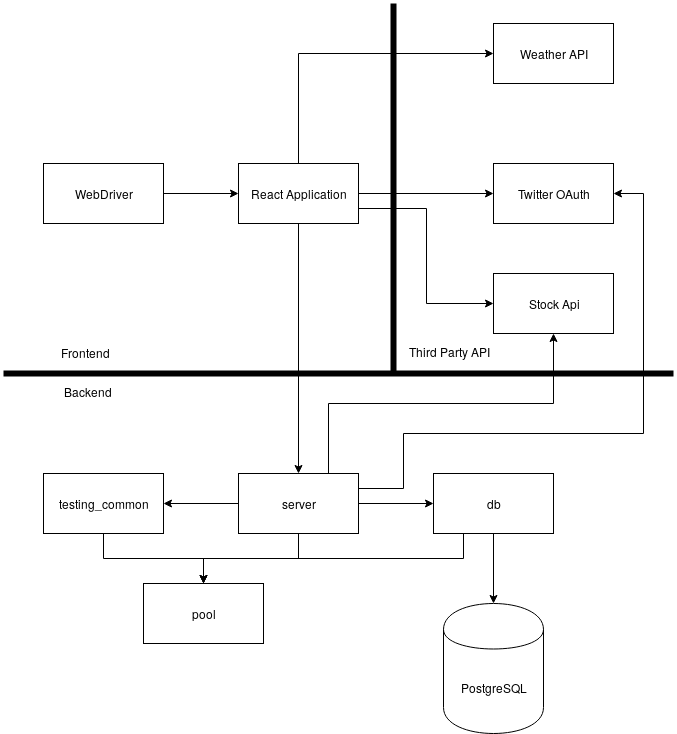 Weather API
WebDriver
React Application
Twitter OAuth
Stock Api
Frontend
Third Party API
Backend
testing_common
server
db
pool
PostgreSQL